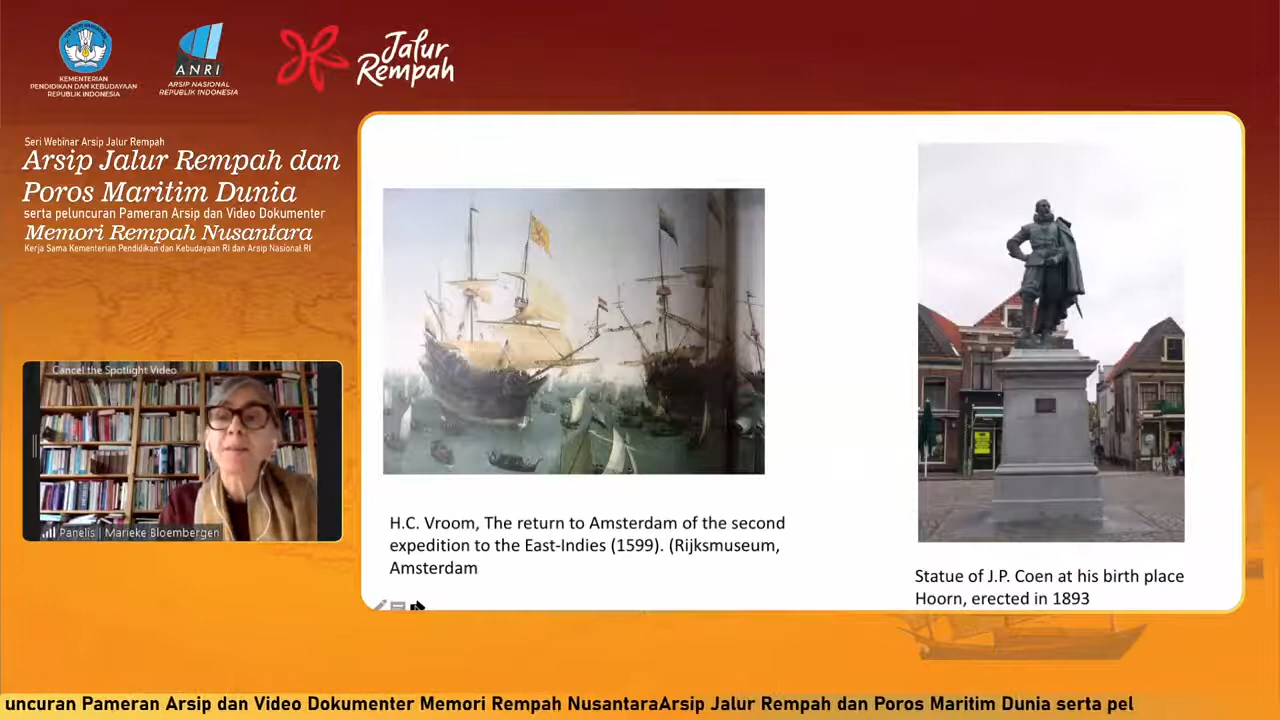 KEMENTERIAN
PENDIDIKAN DAN KEBUDAYAAN
REPUBLIK INDONESIA
ANRI
ARSIP NASIONAL
REPUBLIK INDONESIA
Jalur
Rempah
Seri Webinar Arsip Jalur Rempah
Arsip Jalur Rempah dan
Poros Maritim Dunia
serta peluncuran Pameran Arsip dan Video Dokumenter
Memori Rempah Nusantara
Kerja Sama Kementerian Pendidikan dan Kebudayaan RI dan Arsip Nasional RI
Cancel the Spotlight Video
Panelis | Marieke Bloembergen
H.C. Vroom, The return to Amsterdam of the second
expedition to the East-Indies (1599). (Rijksmuseum,
Amsterdam
Statue of J.P. Coen at his birth place
Hoorn, erected in 1893
uncuran Pameran Arsip dan Video Dokumenter Memori Rempah NusantaraArsip Jalur Rempah dan Poros Maritim Dunia serta pel